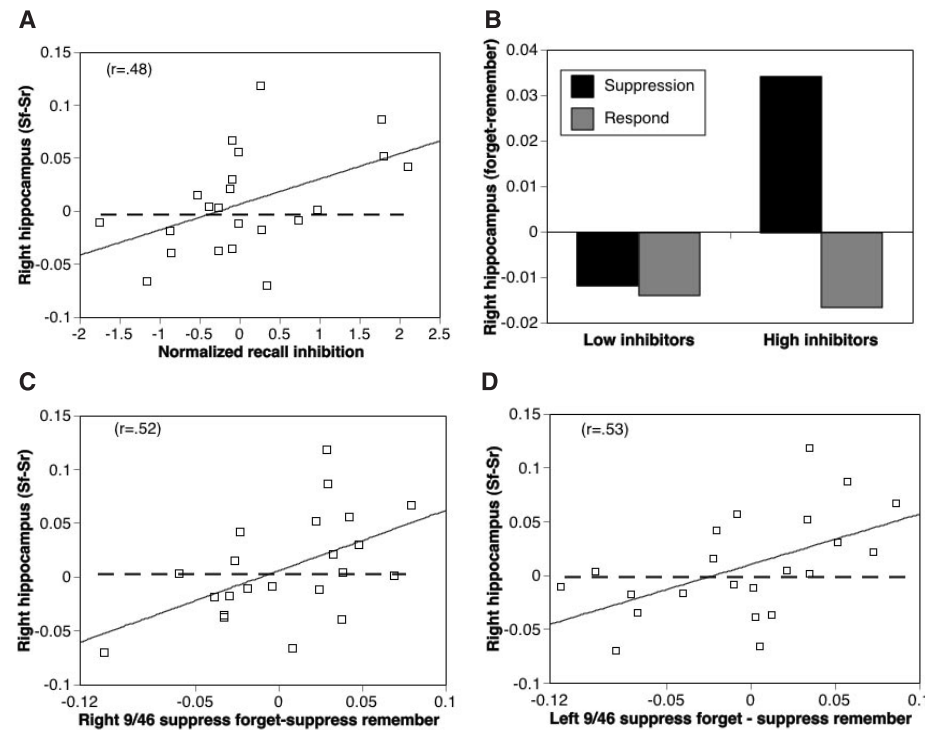 A
Right hippocampus (Sf-Sr)
(r=.48)
0.15
0.1
0.05
0
-0.05
-0.1
-2
-1.5
-1
-0.5
0
0.5
1
1.5
2
2.5
Normalized recall inhibition
B
Right hippocampus (forget-remember)
0.04
0.03
0.02
0.01
0
-0.01
-0.02
Suppression
Respond
Low inhibitors
High inhibitors
C
Right hippocampus (Sf-Sr)
(r=.52)
0.15
0.1
0.05
0
-0.05
-0.1
-0.12
-0.05
0
0.05
0.1
Right 9/46 suppress forget-suppress remember
D
Right hippocampus (Sf-Sr)
(r=.53)
0.15
0.1
0.05
0
-0.05
-0.1
-0.12
-0.05
0
0.05
0.1
Left 9/46 suppress forget - suppress remember